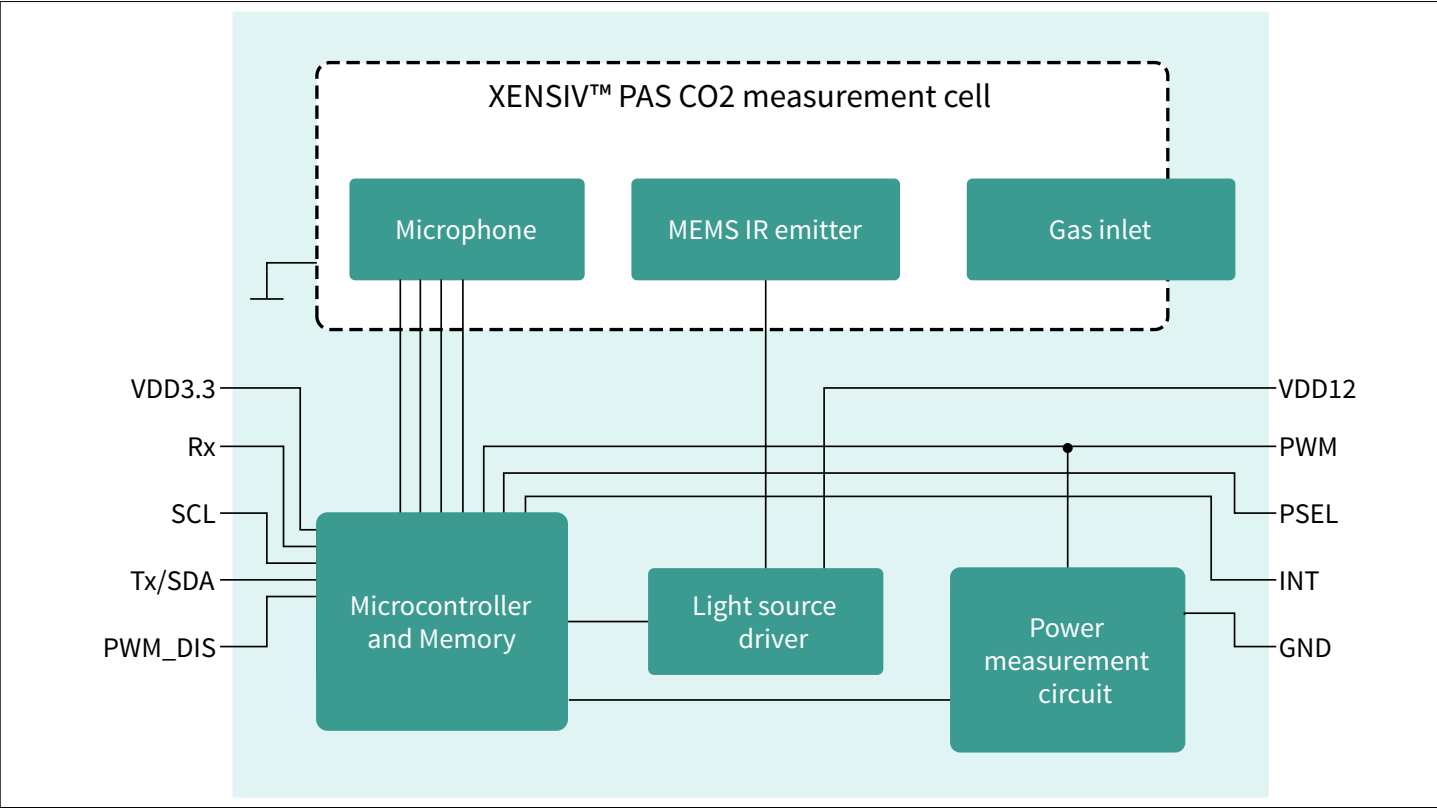 XENSIV™ PAS CO2 measurement cell
Microphone
MEMS IR emitter
Gas inlet
VDD3.3
Rx
SCL
Tx/SDA
PWM_DIS
VDD12
PWM
PSEL
INT
GND
Microcontroller
and Memory
Light source
driver
Power
measurement
circuit